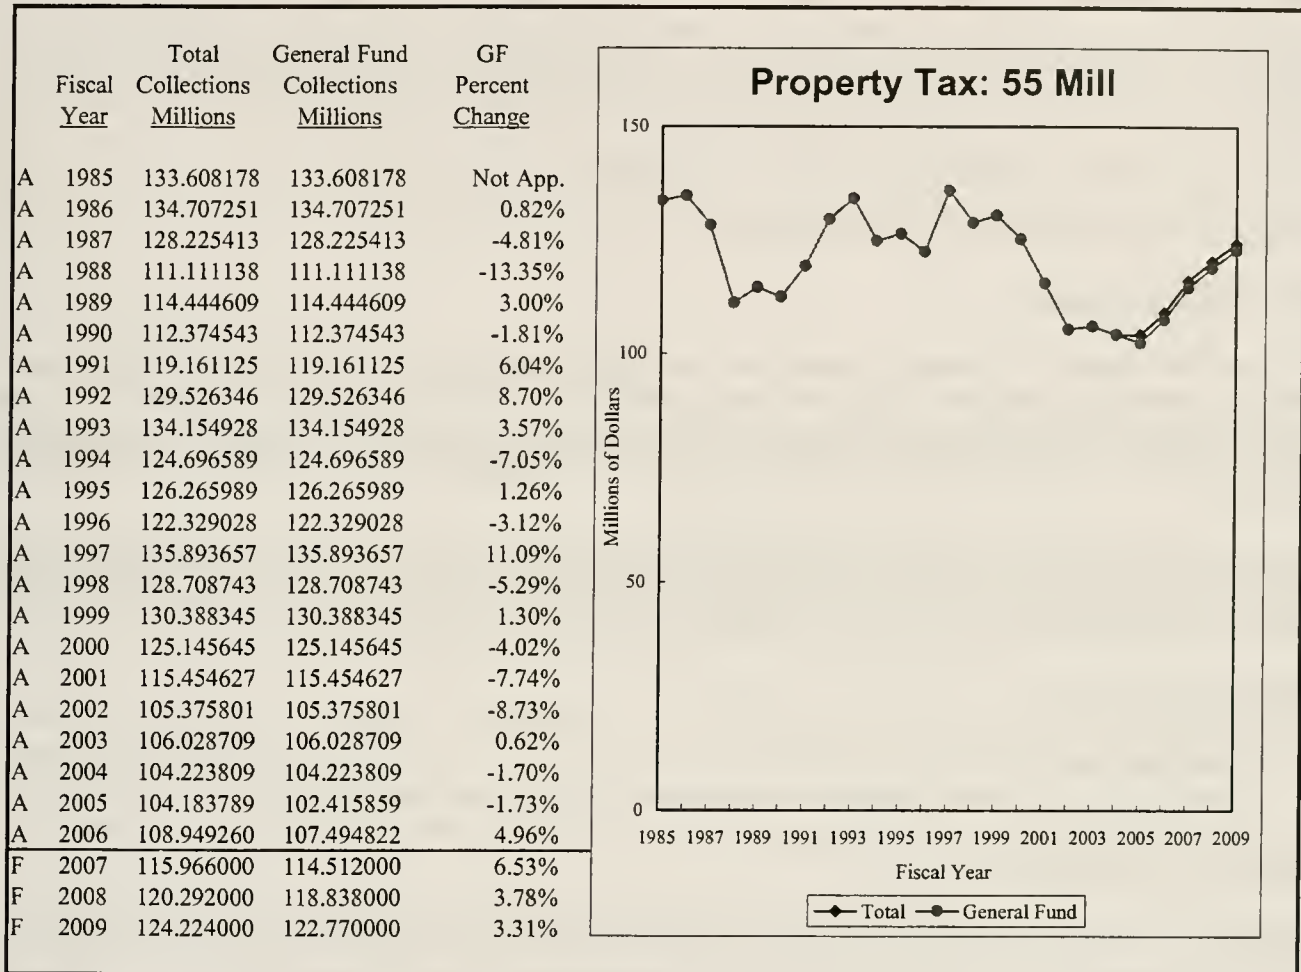 Total General Fund GF
Fiscal Collections Collections Percent
Year Millions Millions Change
A 1985 133.608178 133.608178 Not App.
A 1986 134.707251 134.707251 0.82%
A 1987 128.225413 128.225413 -4.81%
A 1988 111.111138 111.111138 -13.35%
A 1989 114.444609 114.444609 3.00%
A 1990 112.374543 112.374543 -1.81%
A 1991 119.161125 119.161125 6.04%
A 1992 129.526346 129.526346 8.70%
A 1993 134.154928 134.154928 3.57%
A 1994 124.696589 124.696589 -7.05%
A 1995 126.265989 126.265989 1.26%
A 1996 122.329028 122.329028 -3.12%
A 1997 135.893657 135.893657 11.09%
A 1998 128.708743 128.708743 -5.29%
A 1999 130.388345 130.388345 1.30%
A 2000 125.145645 125.145645 -4.02%
A 2001 115.454627 115.454627 -7.74%
A 2002 105.375801 105.375801 -8.73%
A 2003 106.028709 106.028709 0.62%
A 2004 104.223809 104.223809 -1.70%
A 2005 104.183789 102.415859 -1.73%
A 2006 108.949260 107.494822 4.96%
F 2007 115.966000 114.512000 6.53%
F 2008 120.292000 118.838000 3.78%
F 2009 124.224000 122.770000 3.31%
Property Tax: 55 Mill
150
100
50
0
Millions of Dollars
1985 1987 1989 1991 1993 1995 1997 1999 2001 2003 2005 2007 2009
Fiscal Year
Total General Fund